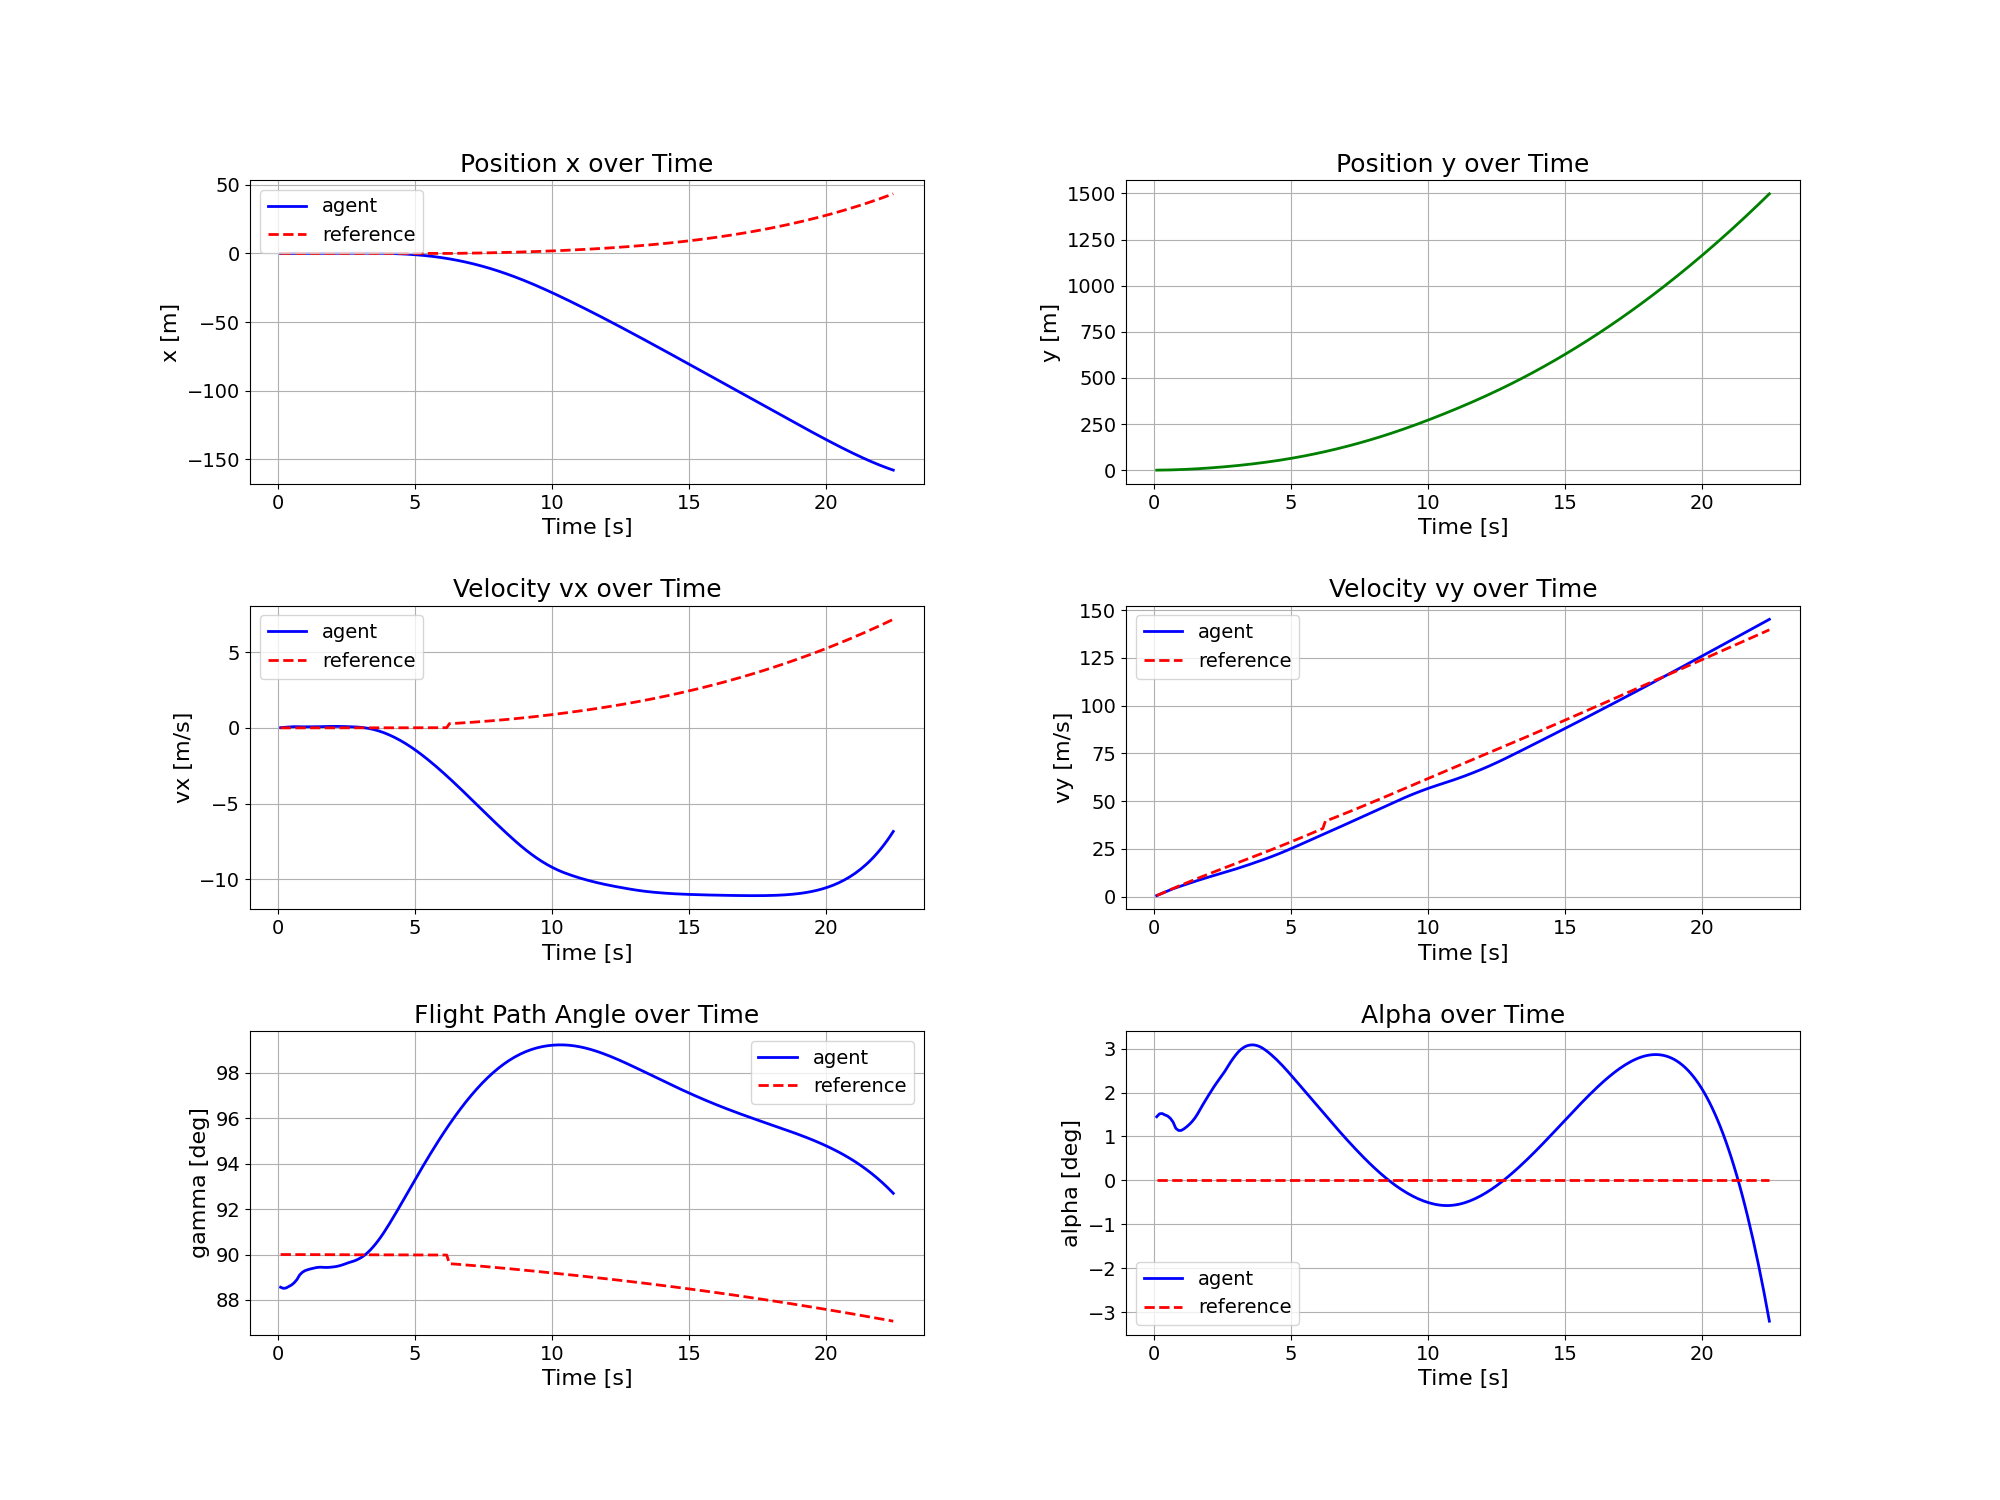 Position x over Time
50
0
−50
−100
−150
x [m]
agent
reference
0 5 10 15 20
Time [s]
Position y over Time
1500
1250
1000
750
500
250
0
y [m]
0 5 10 15 20
Time [s]
Velocity vx over Time
5
0
−5
−10
vx [m/s]
agent
reference
0 5 10 15 20
Time [s]
Velocity vy over Time
150
125
100
75
50
25
0
vy [m/s]
agent
reference
0 5 10 15 20
Time [s]
Flight Path Angle over Time
98
96
94
92
90
88
gamma [deg]
agent
reference
0 5 10 15 20
Time [s]
Alpha over Time
3
2
1
0
−1
−2
−3
alpha [deg]
agent
reference
0 5 10 15 20
Time [s]